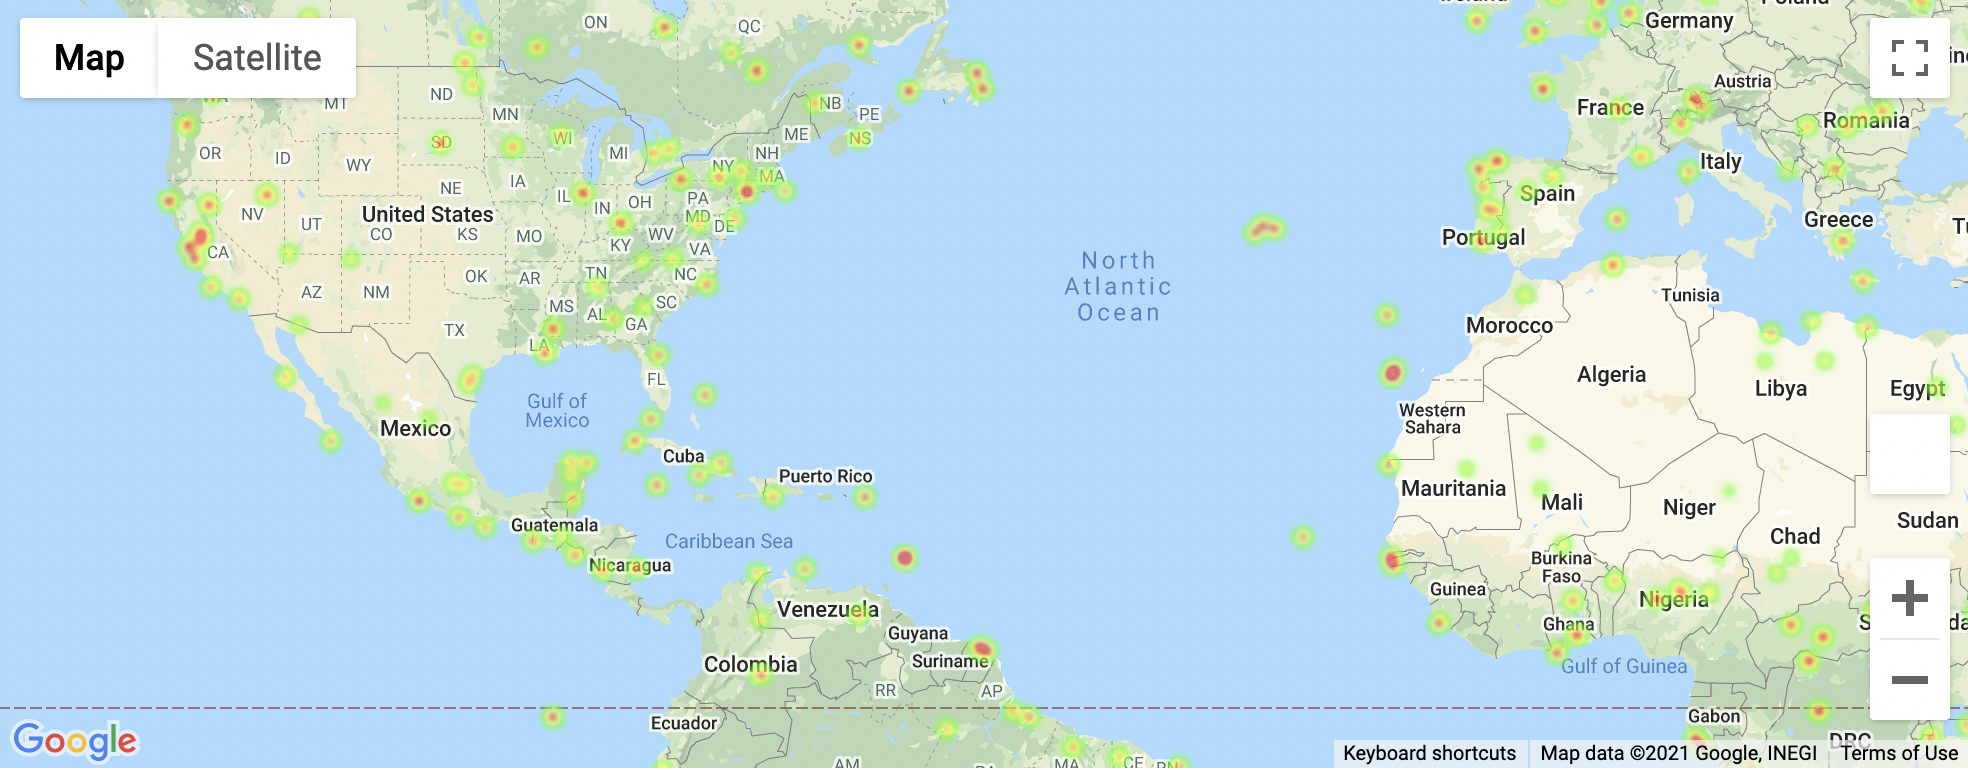 Map
Satellite
ON
QC
Germany
Austria
WA
MT
ND
MN
NB
PE
France
Romania
ME
NS
OR
ID
WY
SD
WI
MI
NH
NY
MA
Italy
NE
IA
IL
IN
OH
PA
Spain
NV
UT
United States
CO
KS
MO
KY
WV
MD
DE
VA
Greece
CA
Portugal
North
Atlantic
Ocean
AZ
NM
OK
AR
TN
NC
Tunisia
MS
AL
SC
GA
TX
LA
Morocco
FL
Algeria
Libya
Egypt
Gulf of
Mexico
Western
Sahara
Mexico
Cuba
Puerto Rico
Mauritania
Mali
Niger
Guatemala
Chad
Sudan
Caribbean Sea
Nicaragua
Burkina
Faso
Guinea
Venezuela
Nigeria
Ghana
Guyana
Suriname
Colombia
Gulf of Guinea
RR
AP
Ecuador
Gabon
Google
AM
MA
CE
DRC
Keyboard shortcuts
Map data ©2021 Google, INEGI
Terms of Use